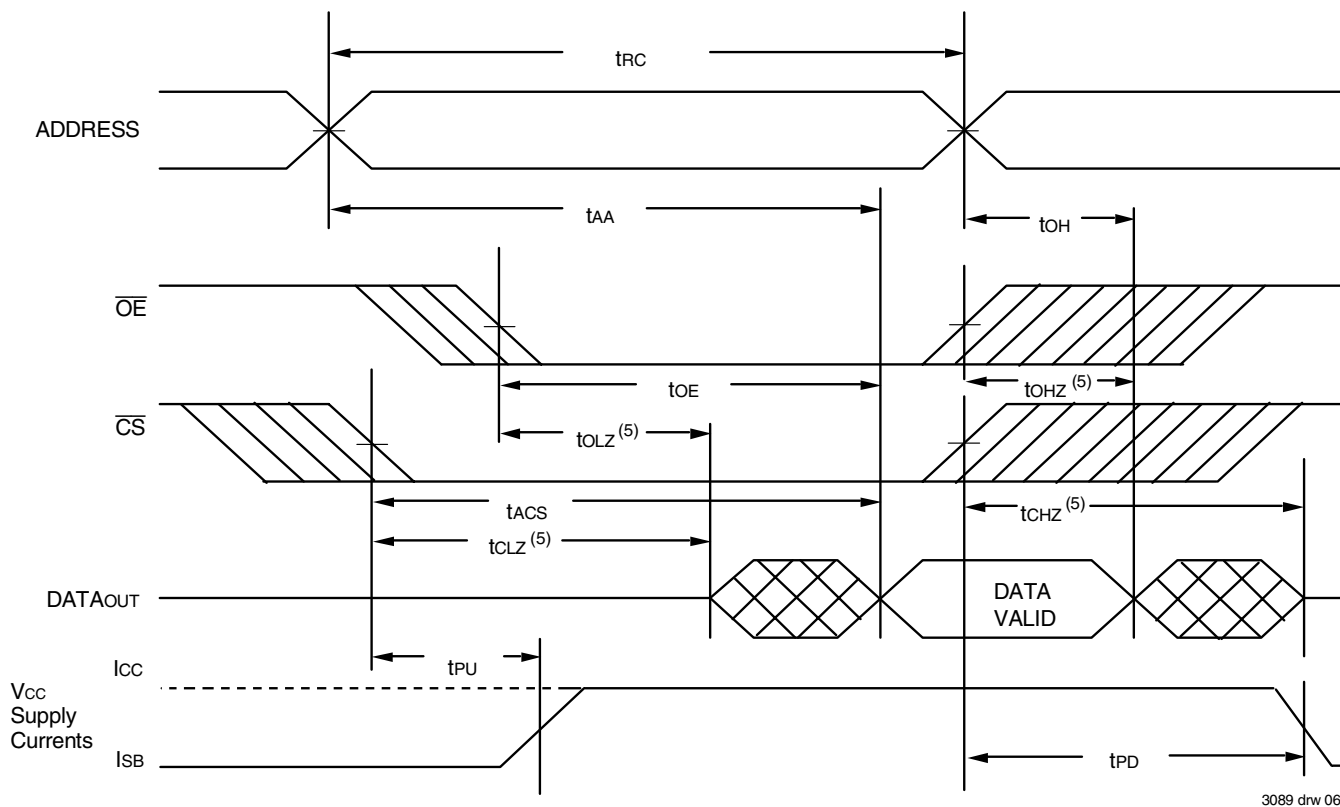 tRC
ADDRESS
tAA
tOH
OE
tOE
tOHZ (5)
CS
tOLZ (5)
tACS
tCHZ (5)
tCLZ (5)
DATAOUT
DATA
VALID
ICC
tPU
VCC
Supply
Currents
ISB
tPD
3089 drw 06